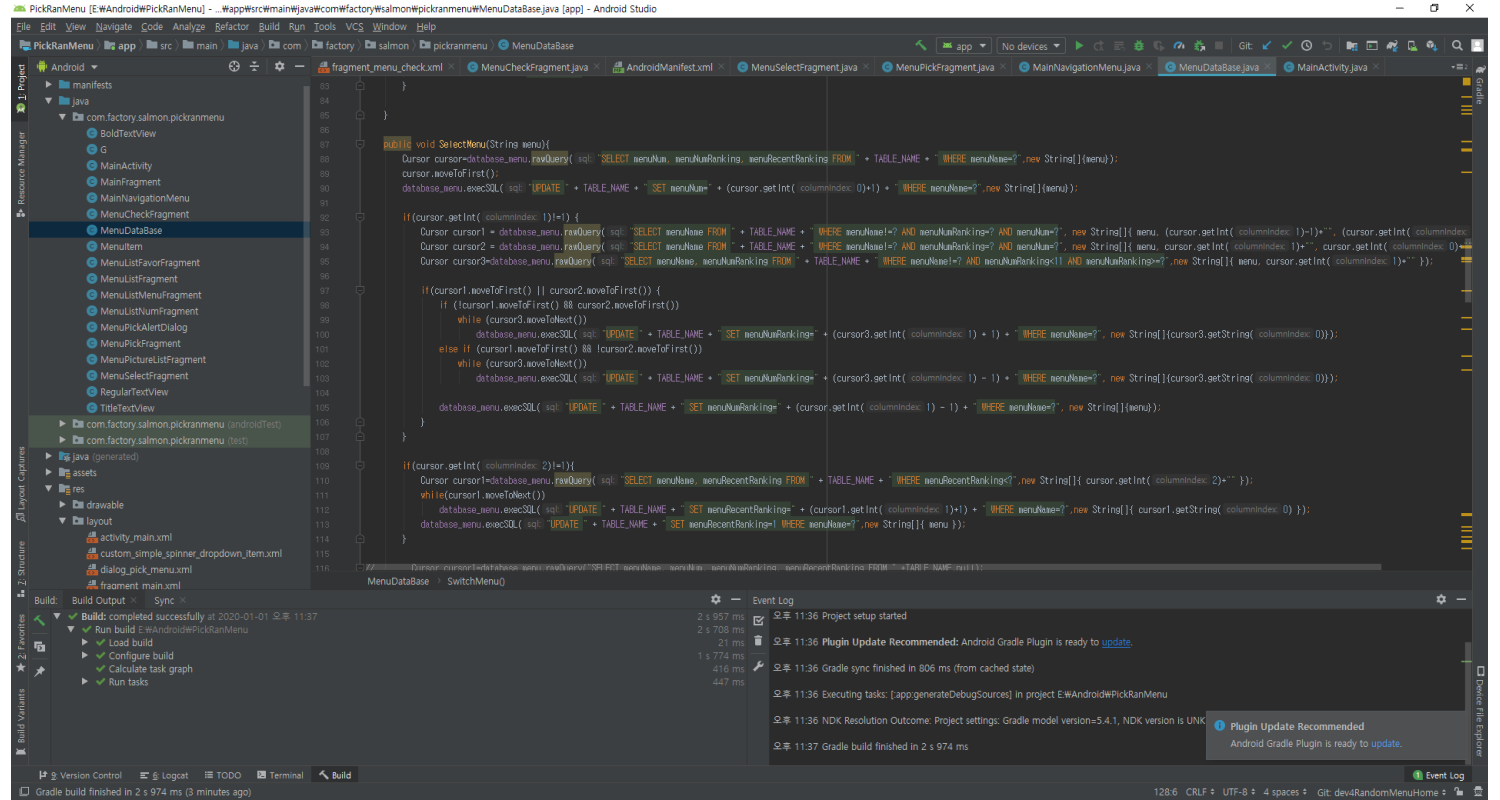 PickRanMenu [E:₩Android₩PickRanMenu] - ...₩app₩src₩main₩java₩com₩factory₩salmon₩pickranmenu₩MenuDataBase.java [app] - Android Studio
File Edit View Navigate Code Analyze Refactor Build Run Tools VCS Window Help
PickRanMenu app src main java com factory salmon pickranmenu MenuDataBase app No devices Git:
Android fragment_menu_check.xml MenuCheckFragment.java AndroidManifest.xml MenuSelectFragment.java MenuPickFragment.java MainNavigationMenu.java MenuDataBase.java MainActivity.java
1: Project
Resource Manager
Layout Captures
7: Structure
2: Favorites
Build Variants
manifests
java
com.factory.salmon.pickranmenu
BoldTextView
G
MainActivity
MainFragment
MainNavigationMenu
MenuCheckFragment
MenuDataBase
MenuItem
MenuListFavorFragment
MenuListFragment
MenuListMenuFragment
MenuListNumFragment
MenuPickAlertDialog
MenuPickFragment
MenuPictureListFragment
MenuSelectFragment
RegularTextView
TitleTextView
com.factory.salmon.pickranmenu (androidTest)
com.factory.salmon.pickranmenu (test)
java (generated)
assets
res
drawable
layout
activity_main.xml
custom_simple_spinner_dropdown_item.xml
dialog_pick_menu.xml
fragment_main.xml
83 }
84
85 }
86
87 public void SelectMenu(String menu){
88 Cursor cursor=database_menu.rawQuery( sql: "SELECT menuNum, menuNumRanking, menuRecentRanking FROM " + TABLE_NAME + " WHERE menuName=?",new String[]{menu});
89 cursor.moveToFirst();
90 database_menu.execSQL( sql: "UPDATE " + TABLE_NAME + " SET menuNum=" + (cursor.getInt( columnIndex: 0)+1) + " WHERE menuName=?",new String[]{menu});
91
92 if(cursor.getInt( columnIndex: 1)!=1) {
93 Cursor cursor1 = database_menu.rawQuery( sql: "SELECT menuName FROM " + TABLE_NAME + " WHERE menuName!=? AND menuNumRanking=? AND menuNum=?", new String[]{ menu, (cursor.getInt( columnIndex: 1)-1)+"", (cursor.getInt( columnIndex:
94 Cursor cursor2 = database_menu.rawQuery( sql: "SELECT menuName FROM " + TABLE_NAME + " WHERE menuName!=? AND menuNumRanking=? AND menuNum=?", new String[]{ menu, cursor.getInt( columnIndex: 1)+"", cursor.getInt( columnIndex: 0)+
95 Cursor cursor3=database_menu.rawQuery( sql: "SELECT menuName, menuNumRanking FROM " + TABLE_NAME + " WHERE menuName!=? AND menuNumRanking<11 AND menuNumRanking>=?",new String[]{ menu, cursor.getInt( columnIndex: 1)+"" });
96
97 if(cursor1.moveToFirst() || cursor2.moveToFirst()) {
98 if (!cursor1.moveToFirst() && cursor2.moveToFirst())
99 while (cursor3.moveToNext())
100 database_menu.execSQL( sql: "UPDATE " + TABLE_NAME + " SET menuNumRanking=" + (cursor3.getInt( columnIndex: 1) + 1) + " WHERE menuName=?", new String[]{cursor3.getString( columnIndex: 0)});
101 else if (cursor1.moveToFirst() && !cursor2.moveToFirst())
102 while (cursor3.moveToNext())
103 database_menu.execSQL( sql: "UPDATE " + TABLE_NAME + " SET menuNumRanking=" + (cursor3.getInt( columnIndex: 1) - 1) + " WHERE menuName=?", new String[]{cursor3.getString( columnIndex: 0)});
104
105 database_menu.execSQL( sql: "UPDATE " + TABLE_NAME + " SET menuNumRanking=" + (cursor.getInt( columnIndex: 1) - 1) + "WHERE menuName=?", new String[]{menu});
106 }
107 }
108
109 if(cursor.getInt( columnIndex: 2)!=1){
110 Cursor cursor1=database_menu.rawQuery( sql: "SELECT menuName, menuRecentRanking FROM " + TABLE_NAME + " WHERE menuRecentRanking<?",new String[]{ cursor.getInt( columnIndex: 2)+"" });
111 while(cursor1.moveToNext())
112 database_menu.execSQL( sql: "UPDATE " + TABLE_NAME + " SET menuRecentRanking=" + (cursor1.getInt( columnIndex: 1)+1) + " WHERE menuName=?",new String[]{ cursor1.getString( columnIndex: 0) });
113 database_menu.execSQL( sql: "UPDATE " + TABLE_NAME + " SET menuRecentRanking=1 WHERE menuName=?",new String[]{ menu });
114 }
115
116 // Cursor cursor1=database_menu.rawQuery("SELECT menuName, menuNum, menuNumRanking, menuRecentRanking FROM " +TABLE_NAME,null);
MenuDataBase SwitchMenu()
Gradle
Device File Explorer
Build: Build Output Sync
Build: completed successfully at 2020-01-01 오후 11:37 2 s 957 ms
Run build E:₩Android₩PickRanMenu 2 s 708 ms
Load build 21 ms
Configure build 1 s 774 ms
Calculate task graph 416 ms
Run tasks 447 ms
Event Log
오후 11:36 Project setup started
오후 11:36 Plugin Update Recommended: Android Gradle Plugin is ready to update.
오후 11:36 Gradle sync finished in 806 ms (from cached state)
오후 11:36 Executing tasks: [:app:generateDebugSources] in project E:₩Android₩PickRanMenu
오후 11:36 NDK Resolution Outcome: Project settings: Gradle model version=5.4.1, NDK version is UNK
오후 11:37 Gradle build finished in 2 s 974 ms
Plugin Update Recommended
Android Gradle Plugin is ready to update.
9: Version Control 6: Logcat TODO Terminal Build 1 Event Log
Gradle build finished in 2 s 974 ms (3 minutes ago) 128:6 CRLF UTF-8 4 spaces Git: dev4RandomMenuHome